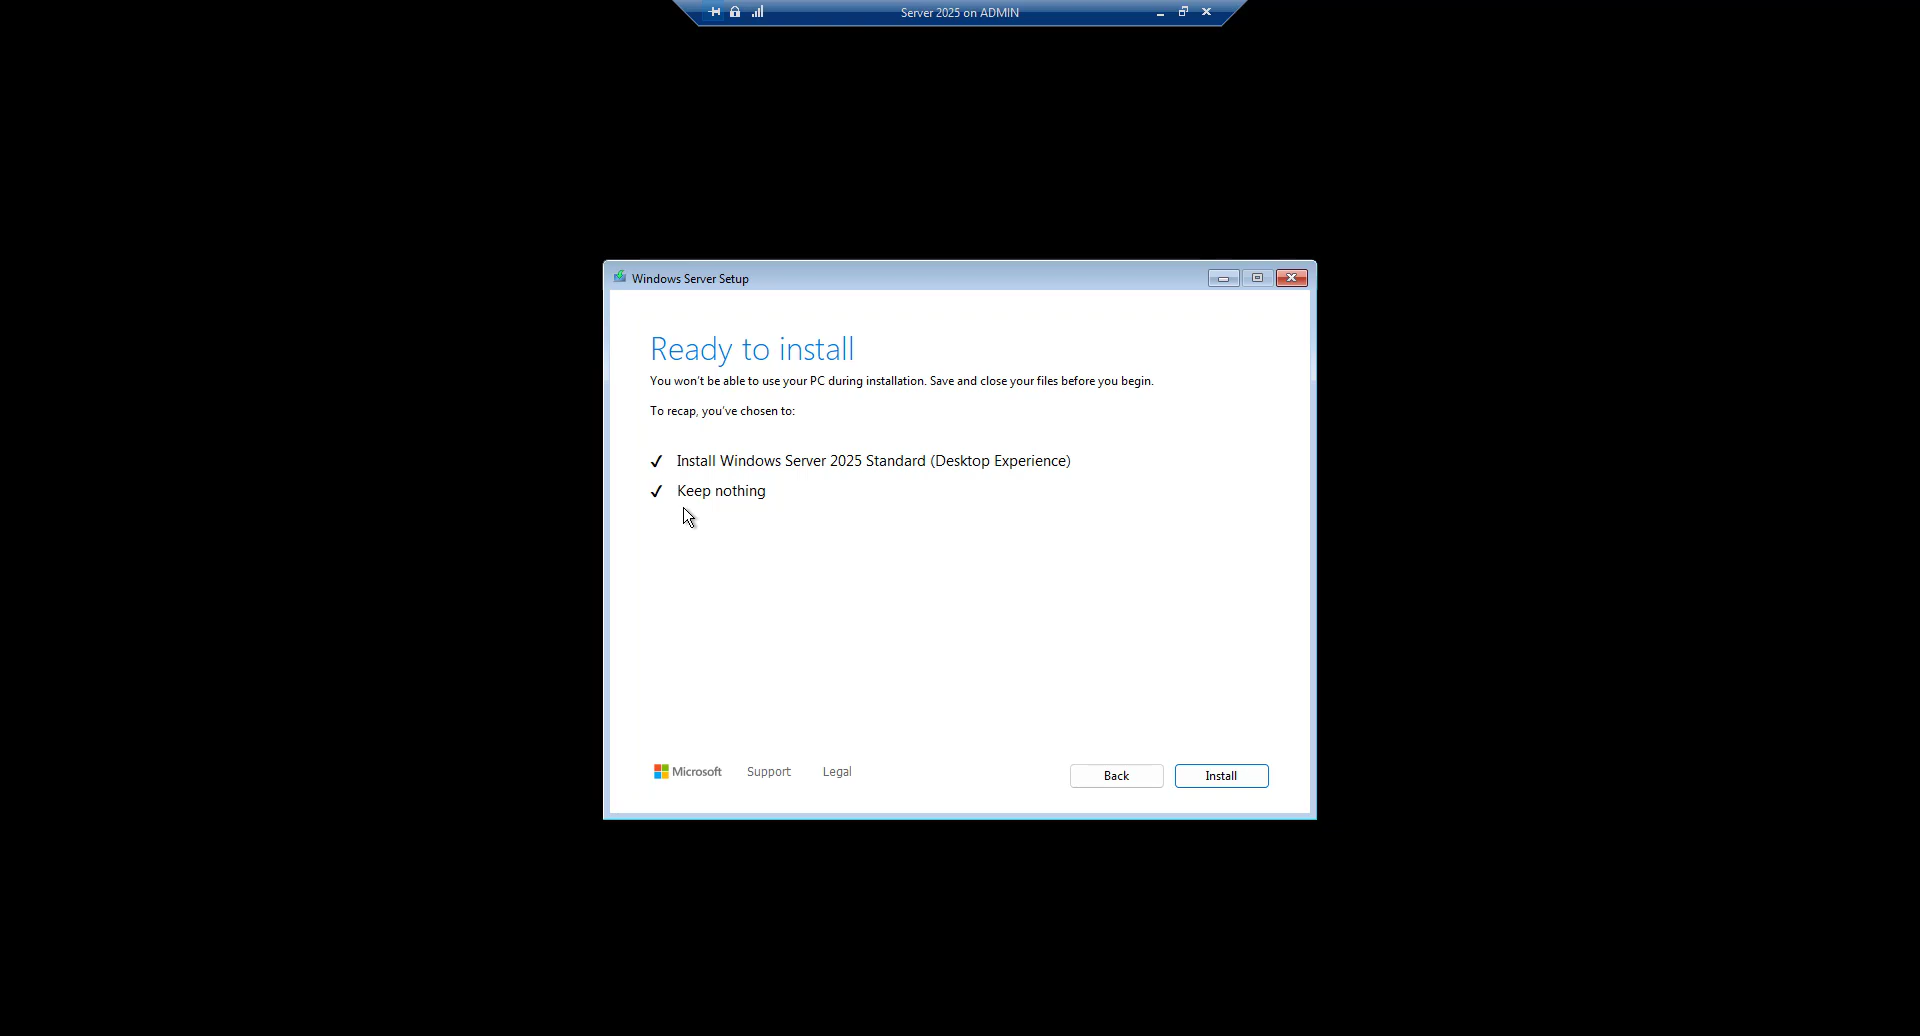 Server 2025 on ADMIN
Windows Server Setup
Ready to install
You won't be able to use your PC during installation. Save and close your files before you begin.
To recap, you've chosen to:
Install Windows Server 2025 Standard (Desktop Experience)
Keep nothing
Microsoft Support Legal Back Install